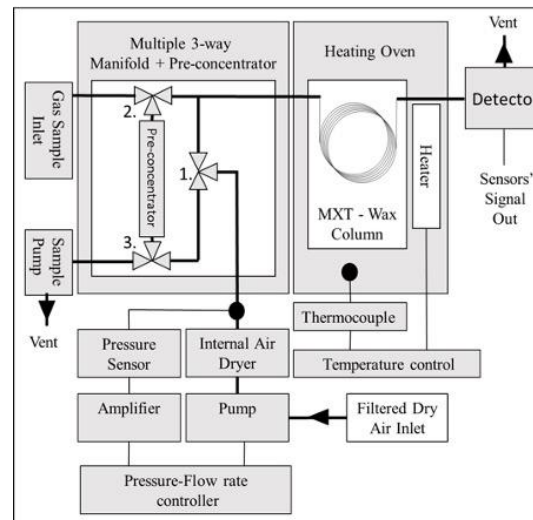 Vent
Multiple 3-way
Manifold + Pre-concentrator
Heating Oven
Gas Sample
Inlet
2.
Detector
Pre-concentrator
1.
Heater
Sensors'
Signal
Out
MXT - Wax
Column
Sample
Pump
3.
Vent
Thermocouple
Pressure
Sensor
Internal Air
Dryer
Temperature control
Amplifier
Pump
Filtered Dry
Air Inlet
Pressure-Flow rate
controller